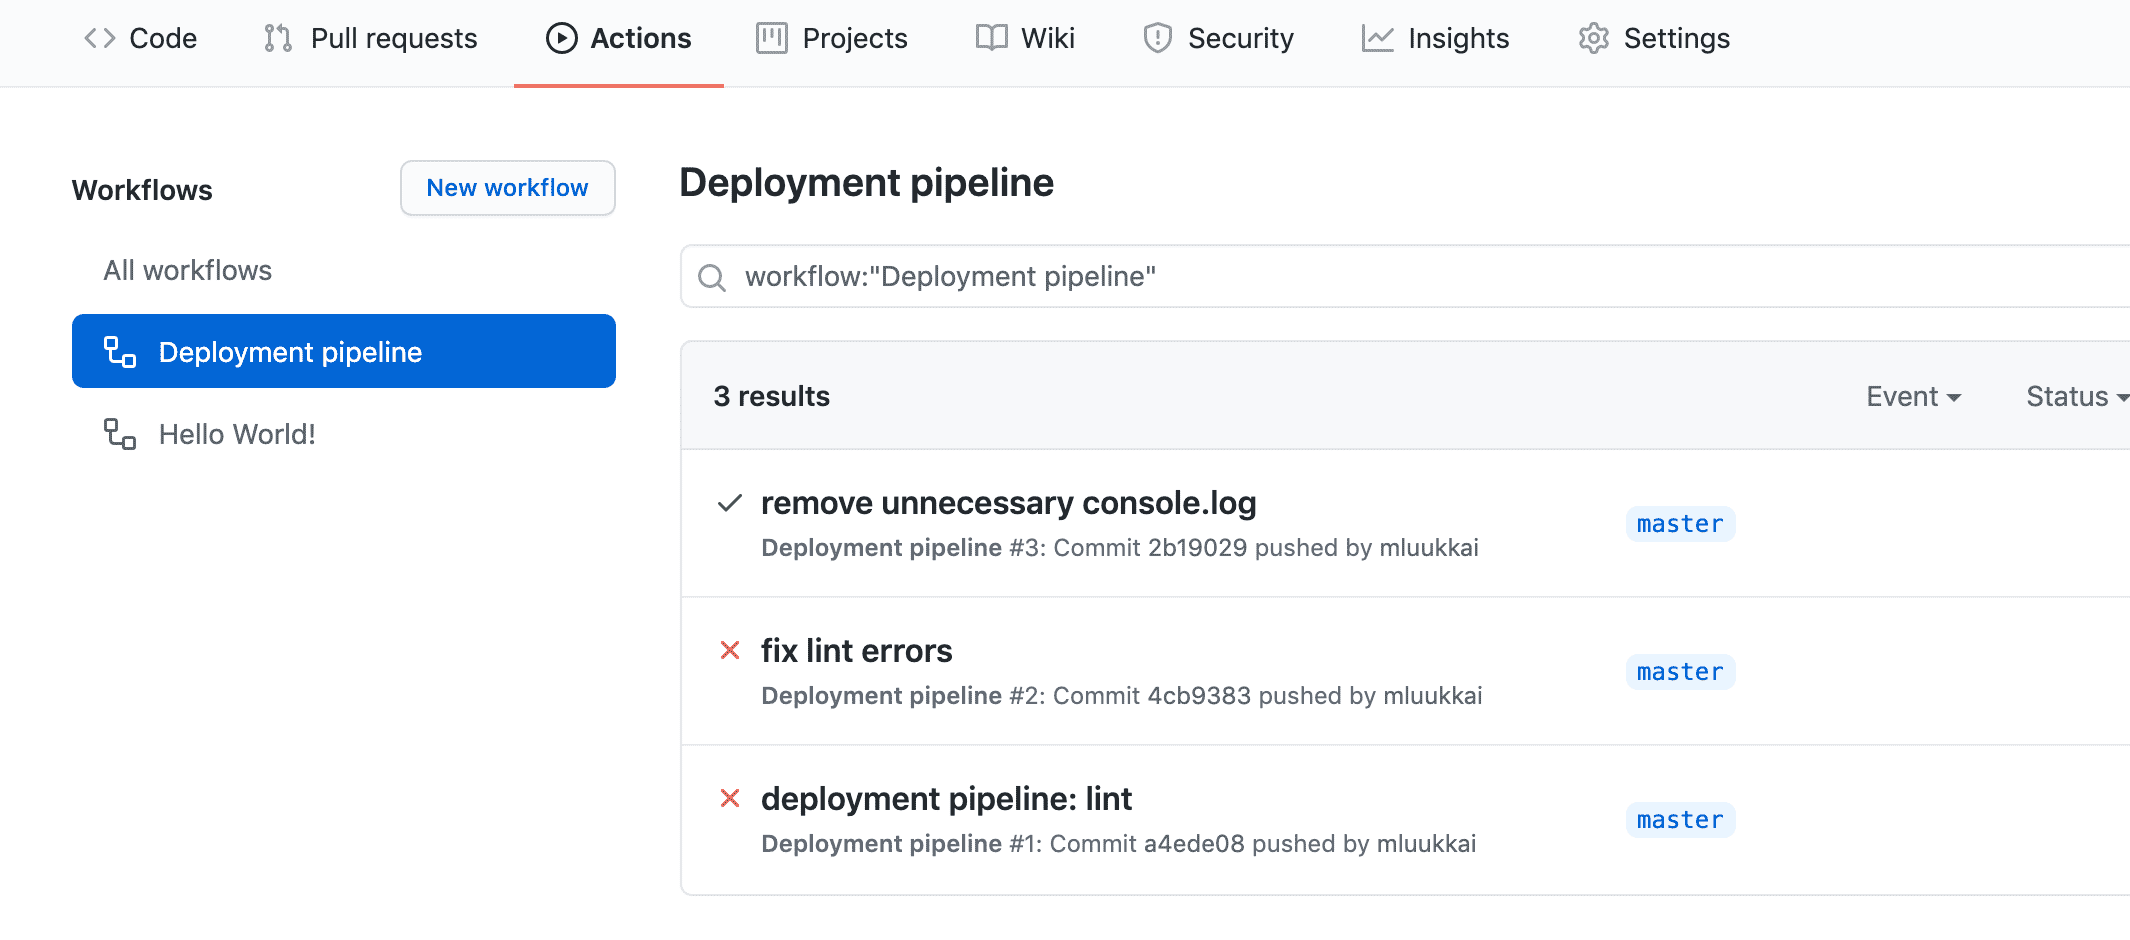 Code Pull requests Actions Projects Wiki Security Insights Settings
Workflows
New workflow
All workflows
Deployment pipeline
Hello World!
Deployment pipeline
workflow:"Deployment pipeline"
3 results Event Status
remove unnecessary console.log
Deployment pipeline #3: Commit 2b19029 pushed by mluukkai
master
fix lint errors
Deployment pipeline #2: Commit 4cb9383 pushed by mluukkai
master
deployment pipeline: lint
Deployment pipeline #1: Commit a4ede08 pushed by mluukkai
master